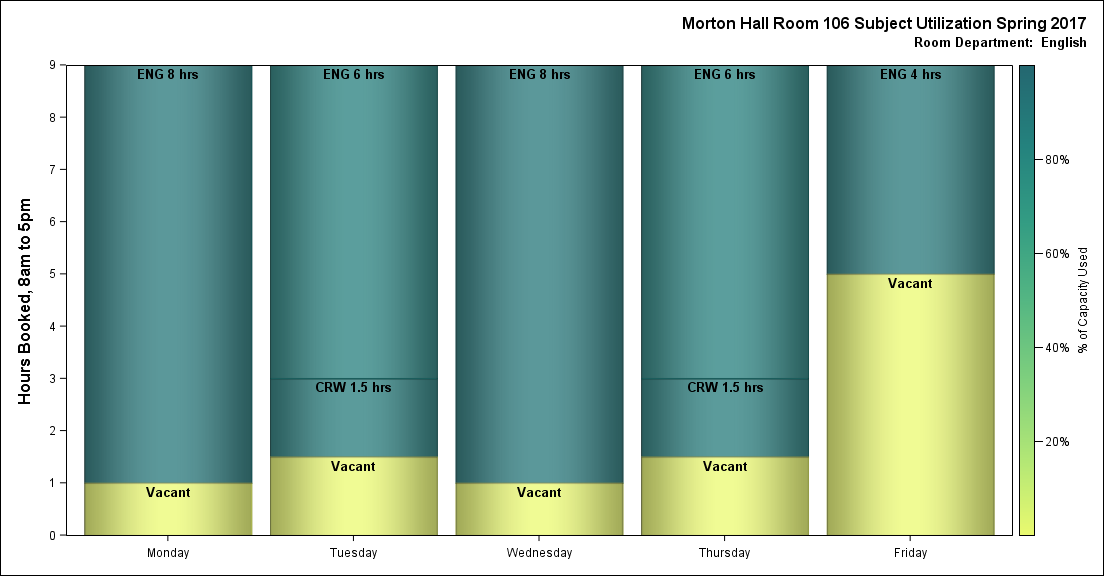 Morton Hall Room 106 Subject Utilization Spring 2017
Room Department:  English
Hours Booked, 8am to 5pm
9
8
7
6
5
4
3
2
1
0
ENG 8 hrs
Vacant
Monday
ENG 6 hrs
CRW 1.5 hrs
Vacant
Tuesday
ENG 8 hrs
Vacant
Wednesday
ENG 6 hrs
CRW 1.5 hrs
Vacant
Thursday
ENG 4 hrs
Vacant
Friday
80%
60%
40%
20%
% of Capacity Used